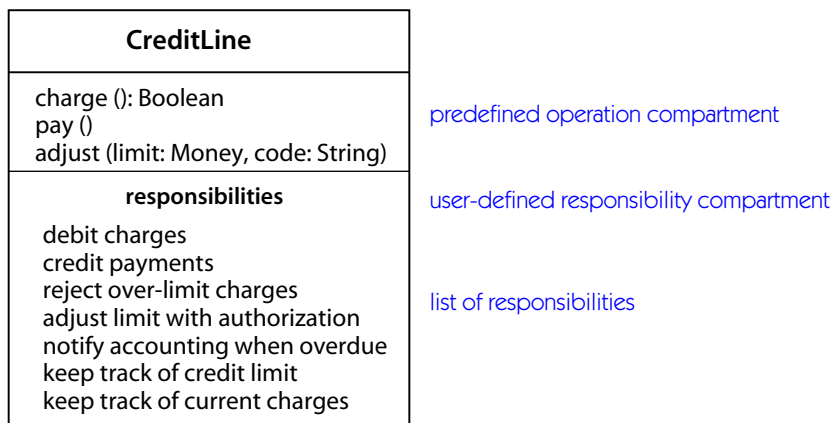 CreditLine
charge (): Boolean
pay ()
adjust (limit: Money, code: String)
predefined operation compartment
responsibilities
user-defined responsibility compartment
debit charges
credit payments
reject over-limit charges
list of responsibilities
adjust limit with authorization
notify accounting when overdue
keep track of credit limit
keep track of current charges